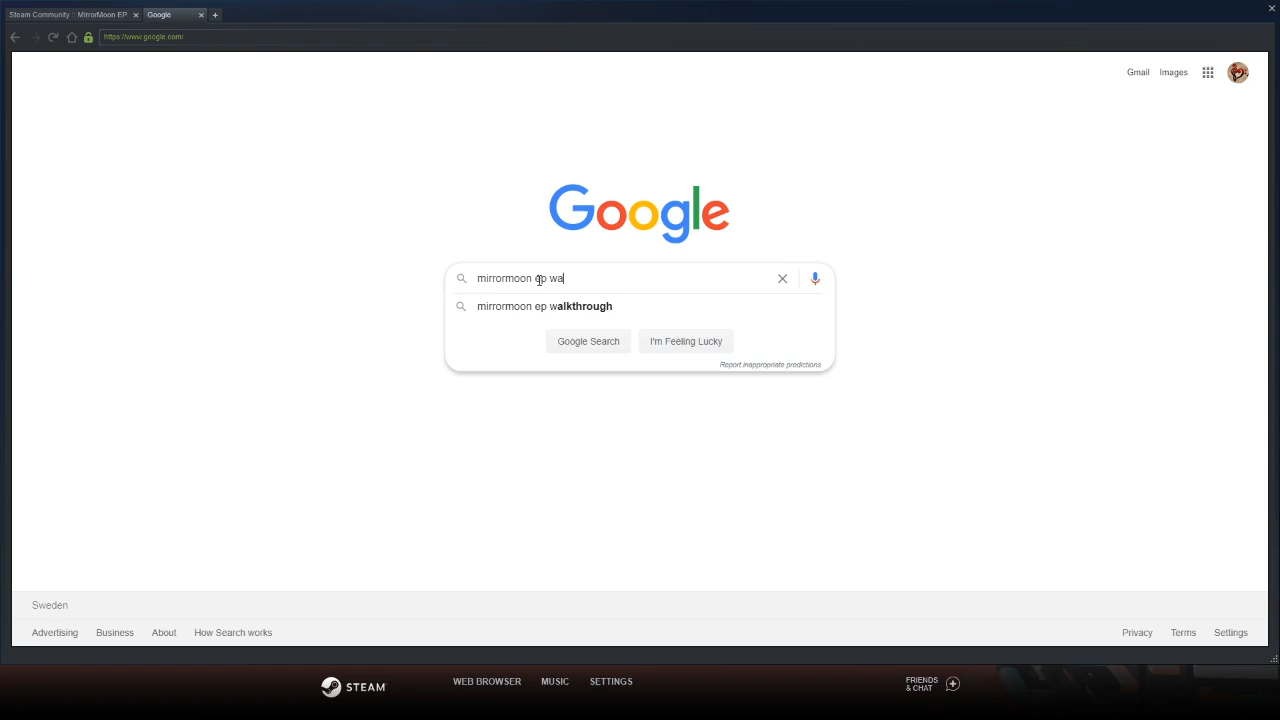 Steam Community :: MirrorMoon EP
Google
https://www.google.com/
Gmail Images
Google
mirrormoon ep wa
mirrormoon ep walkthrough
Google Search I'm Feeling Lucky
Report inappropriate predictions
Sweden
Advertising Business About How Search works Privacy Terms Settings
STEAM WEB BROWSER MUSIC SETTINGS FRIENDS
& CHAT